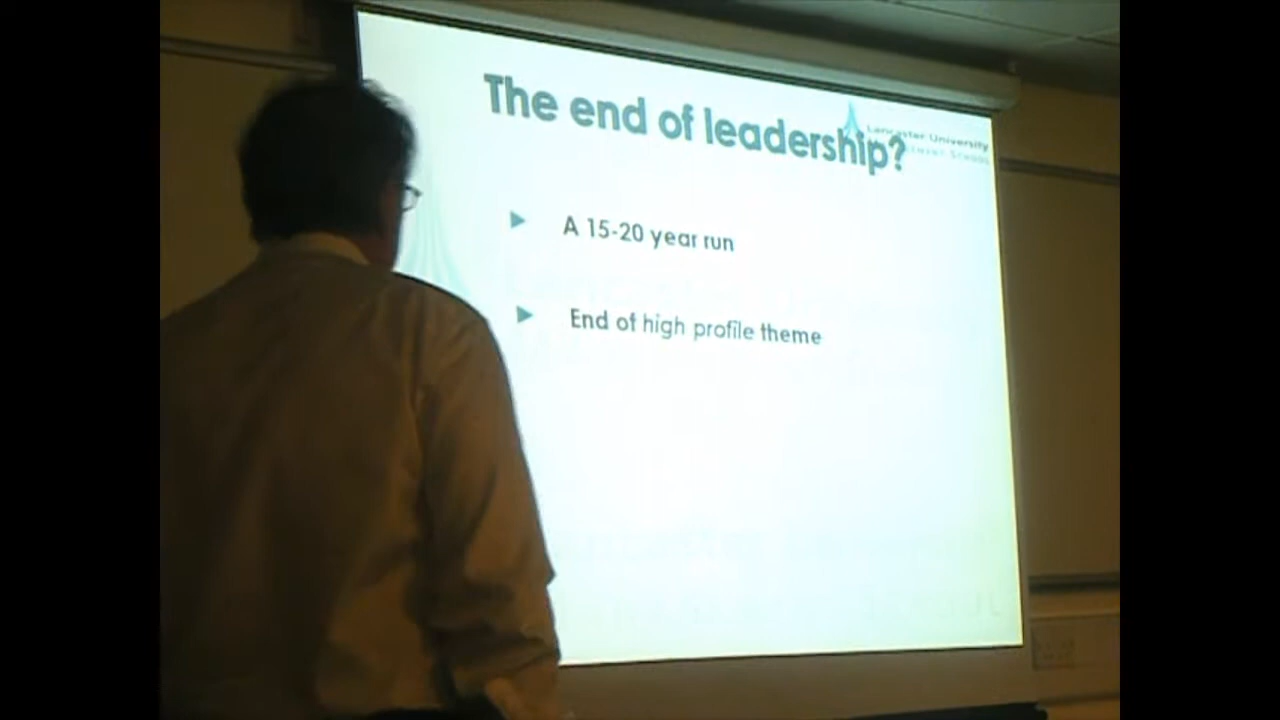 The end of leadership?
Lancaster University
A 15-20 year run
End of high profile theme